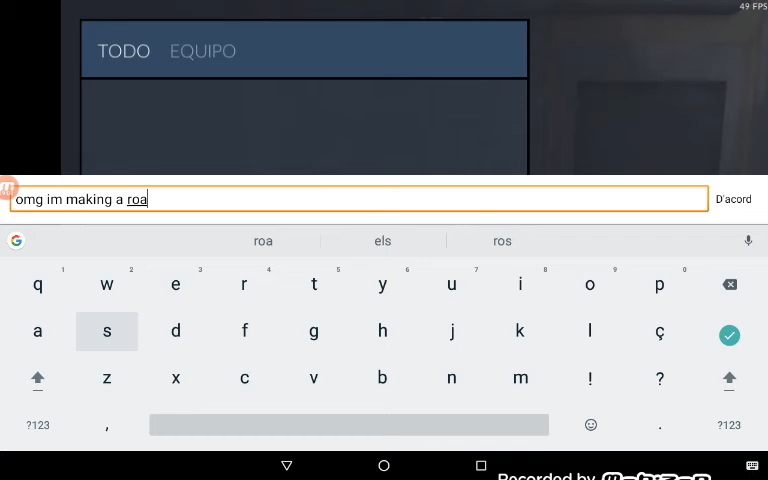 49 FPS
TODO EQUIPO
omg im making a roa D'acord
roa els ros
1 2 3 4 5 6 7 8 9 0
q w e r t y u i o p
a s d f g h j k l ç
z x c v b n m ! ?
?123 , . ?123
Recorded by